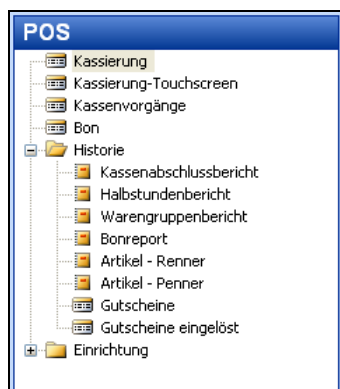 POS
Kassierung
Kassierung-Touchscreen
Kassenvorgänge
Bon
Historie
Kassenabschlussbericht
Halbstundenbericht
Warengruppenbericht
Bonreport
Artikel - Renner
Artikel - Penner
Gutscheine
Gutscheine eingelöst
Einrichtung